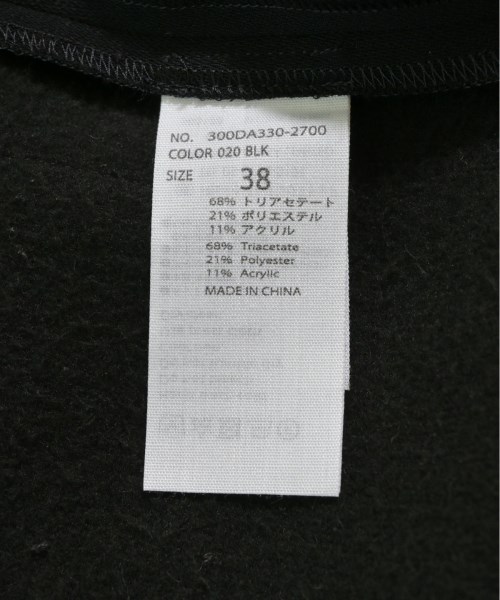 NO. 300DA330-2700
COLOR 020 BLK
SIZE 38
68% トリアセテート
21% ポリエステル
11% アクリル
68% Triacetate
21% Polyester
11% Acrylic
MADE IN CHINA